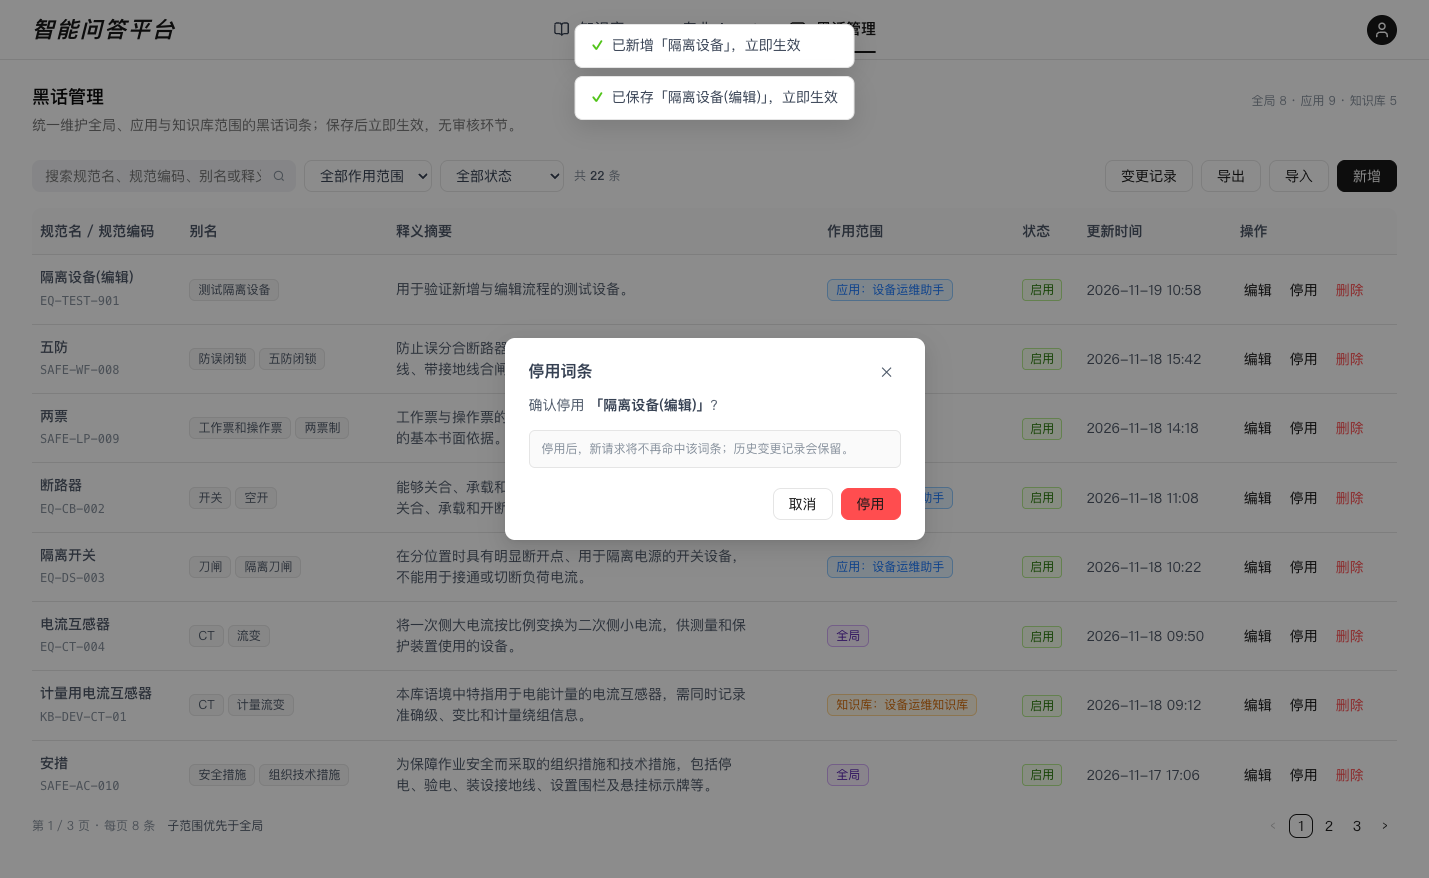 智能问答平台
管理
已新增「隔离设备」，立即生效
已保存「隔离设备(编辑)」，立即生效
黑话管理
统一维护全局、应用与知识库范围的黑话词条；保存后立即生效，无审核环节。
全局 8 · 应用 9 · 知识库 5
搜索规范名、规范编码、别名或释义
全部作用范围
全部状态
共 22 条
变更记录
导出
导入
新增
规范名 / 规范编码 别名 释义摘要 作用范围 状态 更新时间 操作
隔离设备(编辑)
EQ-TEST-901
测试隔离设备
用于验证新增与编辑流程的测试设备。
应用：设备运维助手
启用
2026-11-19 10:58
编辑 停用 删除
五防
SAFE-WF-008
防误闭锁 五防闭锁
防止误分合断路器
线、带接地线合闸
启用
2026-11-18 15:42
编辑 停用 删除
两票
SAFE-LP-009
工作票和操作票 两票制
工作票与操作票的
的基本书面依据。
启用
2026-11-18 14:18
编辑 停用 删除
断路器
EQ-CB-002
开关 空开
能够关合、承载和
关合、承载和开断
助手
启用
2026-11-18 11:08
编辑 停用 删除
隔离开关
EQ-DS-003
刀闸 隔离刀闸
在分位置时具有明显断开点、用于隔离电源的开关设备，
不能用于接通或切断负荷电流。
应用：设备运维助手
启用
2026-11-18 10:22
编辑 停用 删除
电流互感器
EQ-CT-004
CT 流变
将一次侧大电流按比例变换为二次侧小电流，供测量和保
护装置使用的设备。
全局
启用
2026-11-18 09:50
编辑 停用 删除
计量用电流互感器
KB-DEV-CT-01
CT 计量流变
本库语境中特指用于电能计量的电流互感器，需同时记录
准确级、变比和计量绕组信息。
知识库：设备运维知识库
启用
2026-11-18 09:12
编辑 停用 删除
安措
SAFE-AC-010
安全措施 组织技术措施
为保障作业安全而采取的组织措施和技术措施，包括停
电、验电、装设接地线、设置围栏及悬挂标示牌等。
全局
启用
2026-11-17 17:06
编辑 停用 删除
停用词条
确认停用 「隔离设备(编辑)」？
停用后，新请求将不再命中该词条；历史变更记录会保留。
取消
停用
第 1 / 3 页 · 每页 8 条 子范围优先于全局
1 2 3